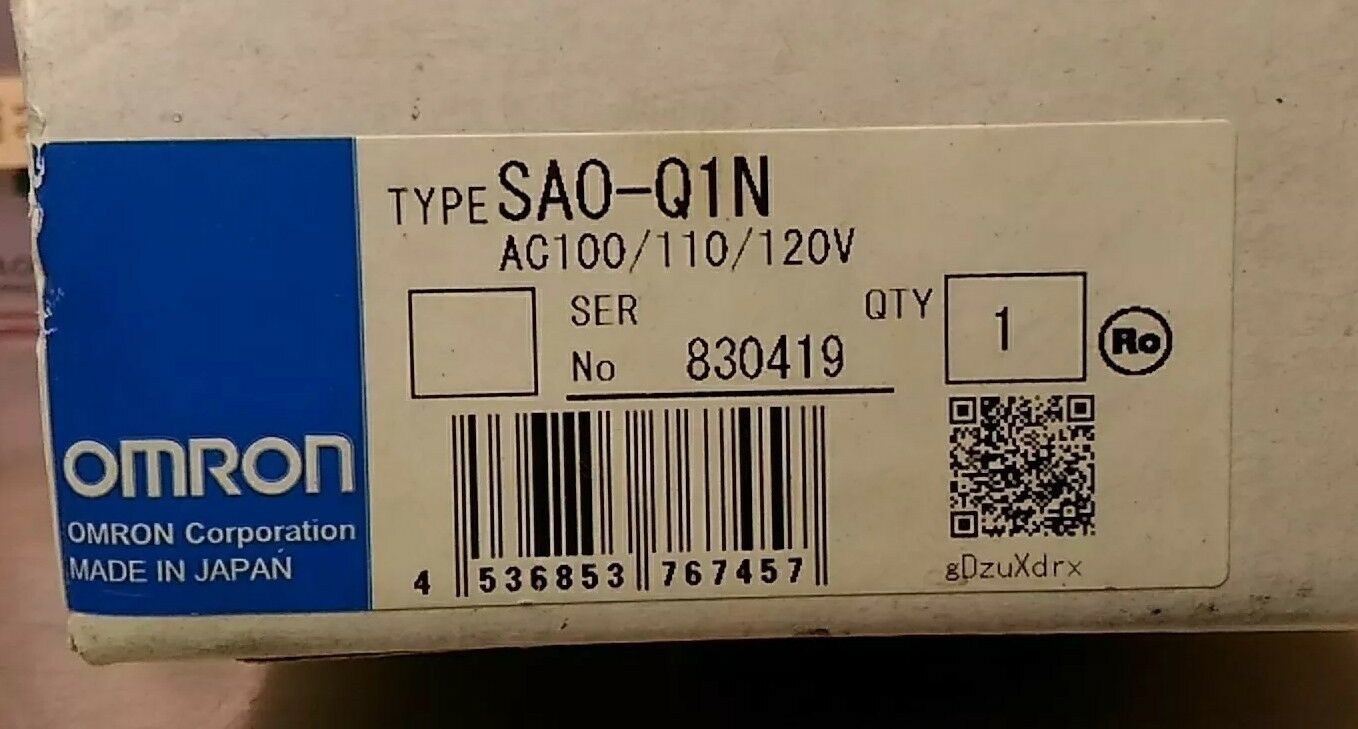 TYPE SAO-Q1N
AC100/110/120V
SER
No 830419
QTY 1
Ro
OMRON
OMRON Corporation
MADE IN JAPAN
4 536853 767457
gDzuXdrx